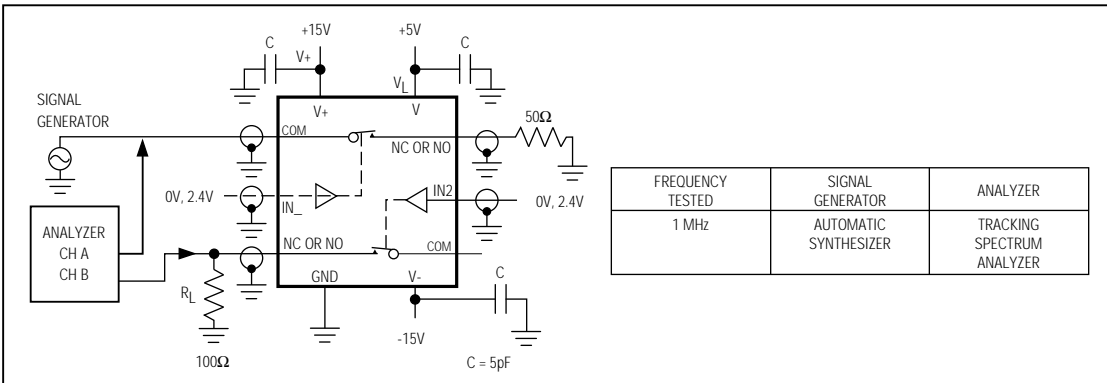 +15V
+5V
C
C
V+
VL
SIGNAL
GENERATOR
V+
V
50Ω
COM
NC OR NO
0V, 2.4V
IN_
IN2
0V, 2.4V
ANALYZER
CH A
CH B
NC OR NO
COM
RL
GND
V-
C
-15V
100Ω
C = 5pF
FREQUENCY
TESTED
SIGNAL
GENERATOR
ANALYZER
1 MHz
AUTOMATIC
SYNTHESIZER
TRACKING
SPECTRUM
ANALYZER